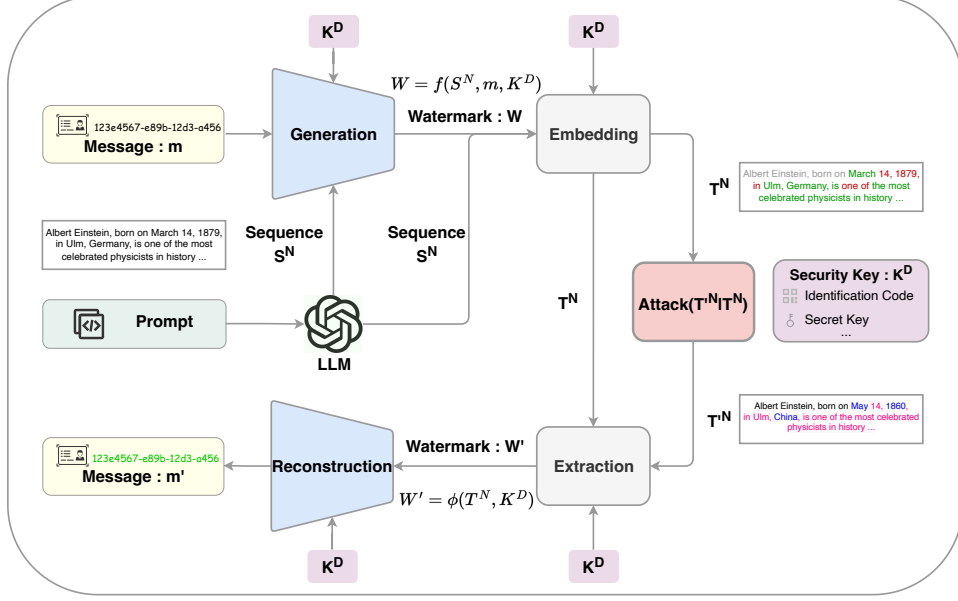 K^D
K^D
W = f(S^N, m, K^D)
123e4567-e89b-12d3-a456
Message : m
Generation
Watermark : W
Embedding
T^N
Albert Einstein, born on March 14, 1879,
in Ulm, Germany, is one of the most
celebrated physicists in history ...
Albert Einstein, born on March 14, 1879,
in Ulm, Germany, is one of the most
celebrated physicists in history ...
Sequence
S^N
Sequence
S^N
T^N
Attack(T'^N|T^N)
Security Key : K^D
Identification Code
Secret Key
...
Prompt
LLM
T'^N
Albert Einstein, born on May 14, 1860,
in Ulm, China, is one of the most celebrated
physicists in history ...
123e4567-e89b-12d3-a456
Message : m'
Reconstruction
Watermark : W'
W' = ϕ(T^N, K^D)
Extraction
K^D
K^D